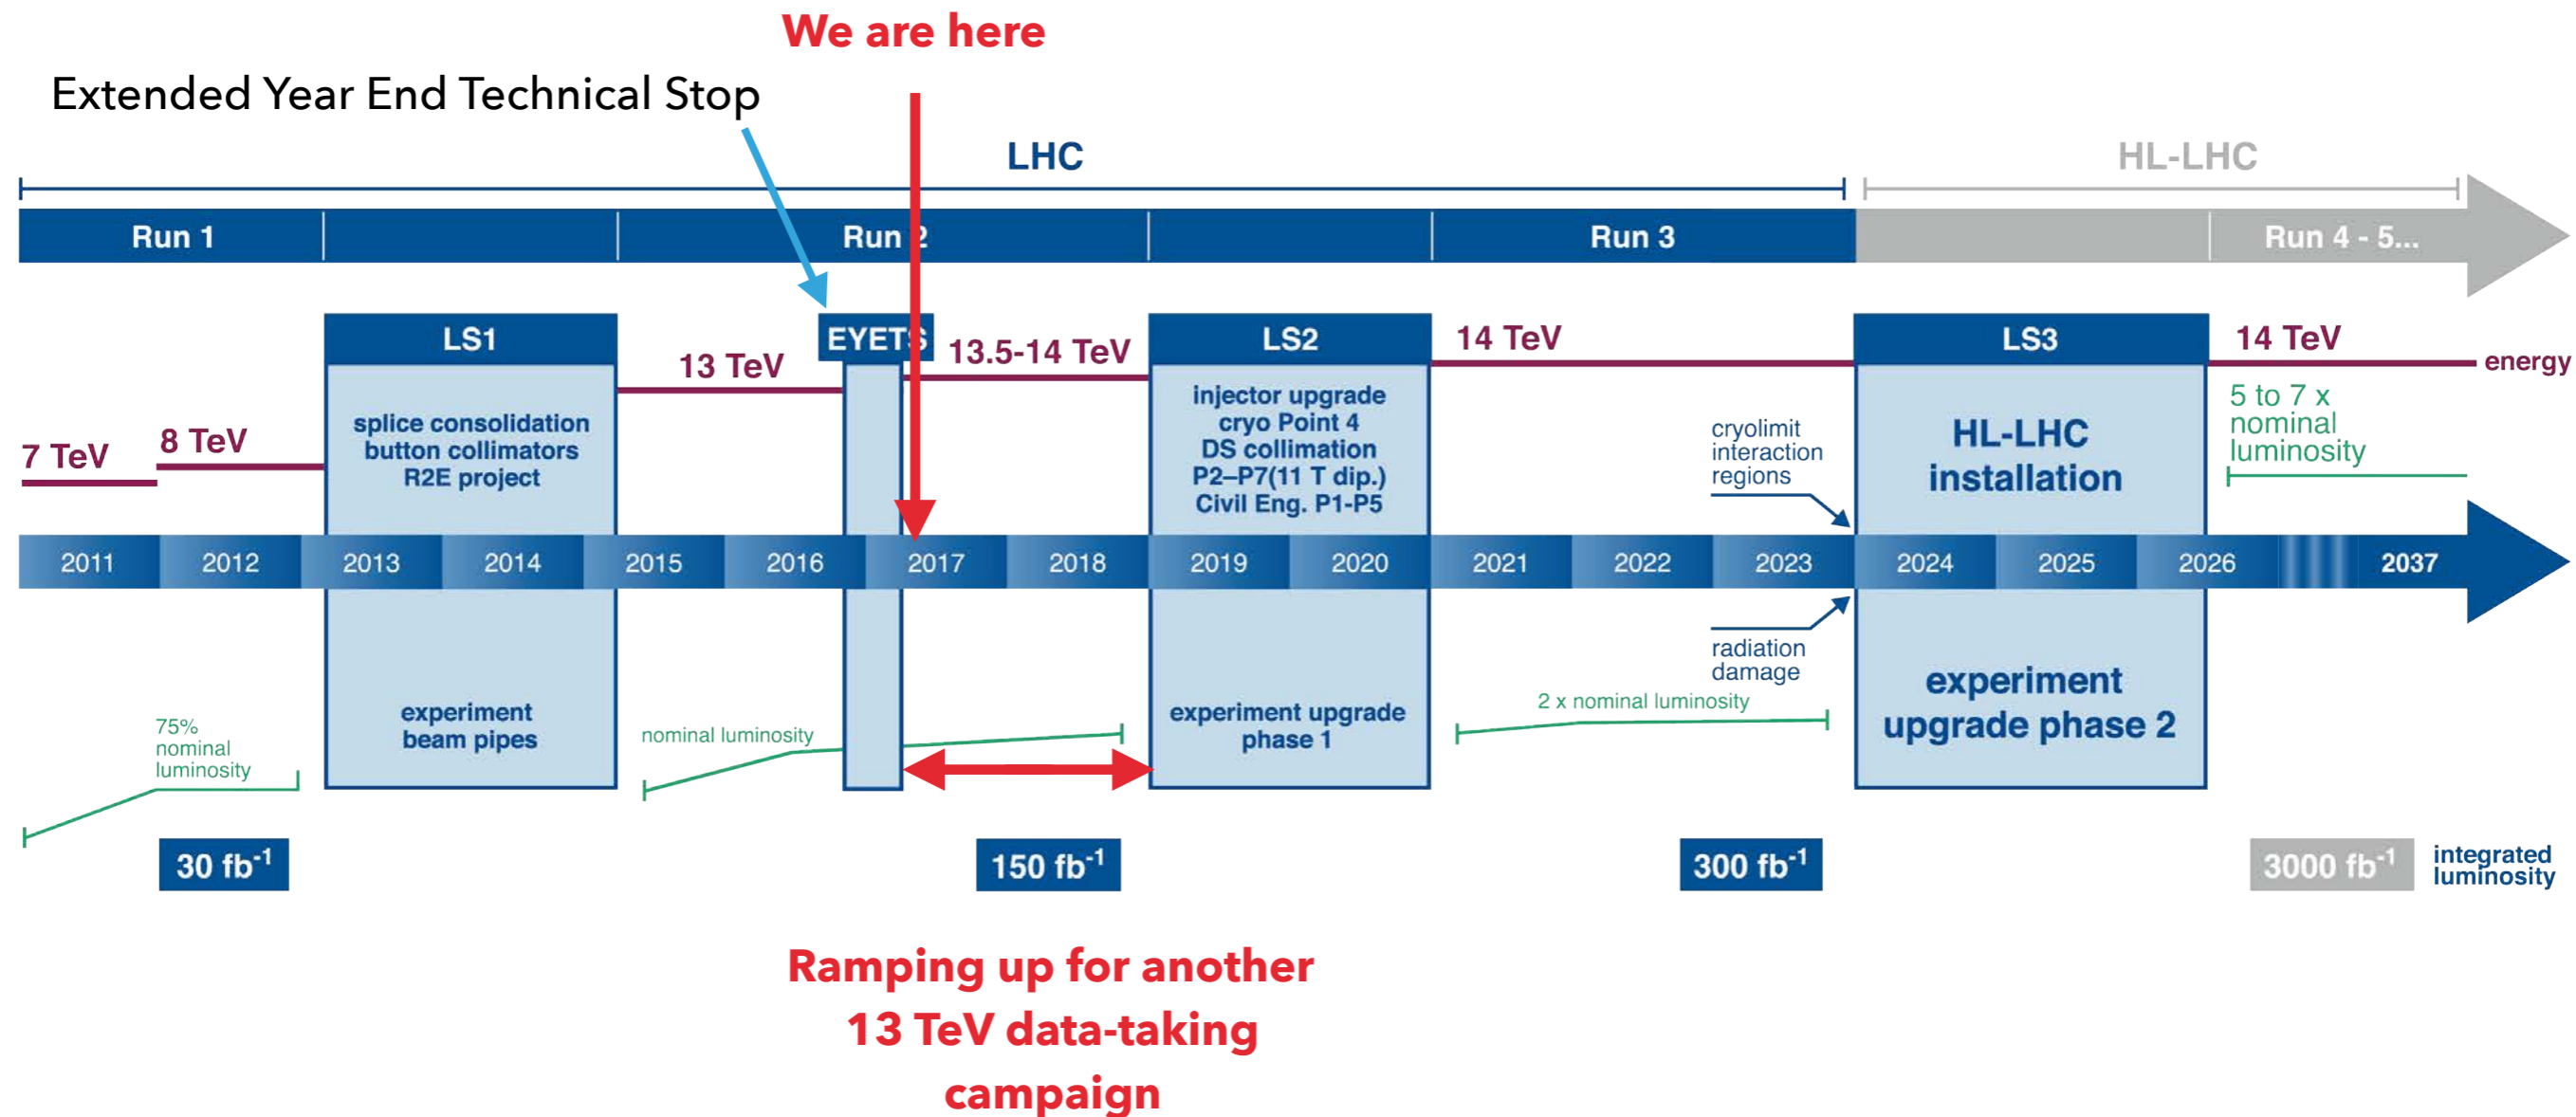 We are here
Extended Year End Technical Stop
LHC
HL-LHC
Run 1
Run 2
Run 3
Run 4 - 5...
LS1
EYETS
LS2
LS3
7 TeV
8 TeV
13 TeV
13.5-14 TeV
14 TeV
14 TeV
energy
splice consolidation
button collimators
R2E project
injector upgrade
cryo Point 4
DS collimation
P2–P7(11 T dip.)
Civil Eng. P1-P5
cryolimit
interaction
regions
HL-LHC
installation
5 to 7 x
nominal
luminosity
2011
2012
2013
2014
2015
2016
2017
2018
2019
2020
2021
2022
2023
2024
2025
2026
2037
75%
nominal
luminosity
experiment
beam pipes
nominal luminosity
experiment upgrade
phase 1
2 x nominal luminosity
radiation
damage
experiment
upgrade phase 2
30 fb⁻¹
150 fb⁻¹
300 fb⁻¹
3000 fb⁻¹
integrated
luminosity
Ramping up for another
13 TeV data-taking
campaign